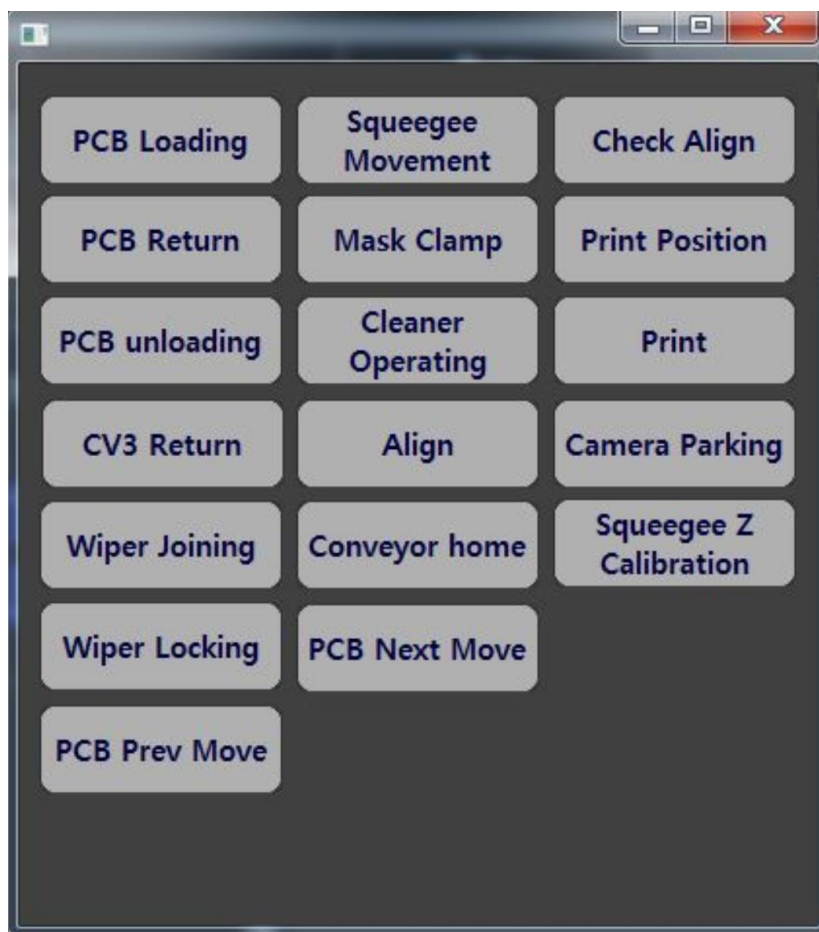 PCB Loading
Squeegee
Movement
Check Align
PCB Return
Mask Clamp
Print Position
PCB unloading
Cleaner
Operating
Print
CV3 Return
Align
Camera Parking
Wiper Joining
Conveyor home
Squeegee Z
Calibration
Wiper Locking
PCB Next Move
PCB Prev Move